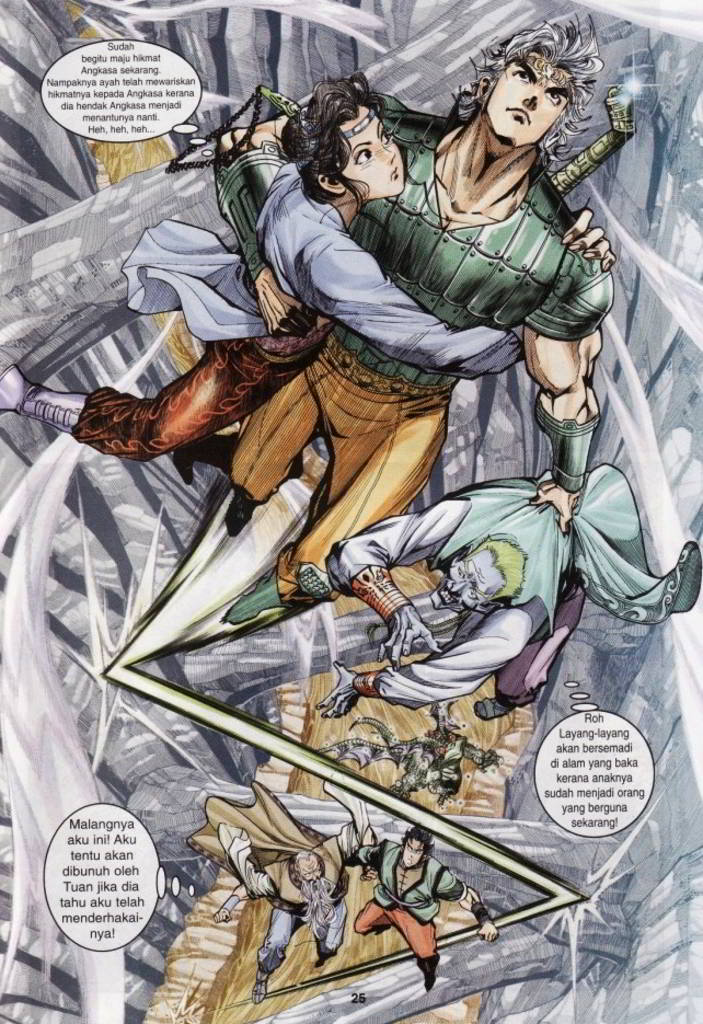 Sudah
begitu maju hikmat
Angkasa sekarang.
Nampaknya ayah telah mewariskan
hikmatnya kepada Angkasa kerana
dia hendak Angkasa menjadi
menantunya nanti.
Heh, heh, heh...
Roh
Layang-layang
akan bersemadi
di alam yang baka
kerana anaknya
sudah menjadi orang
yang berguna
sekarang!
Malangnya
aku ini! Aku
tentu akan
dibunuh oleh
Tuan jika dia
tahu aku telah
menderhakai-
nya!
25